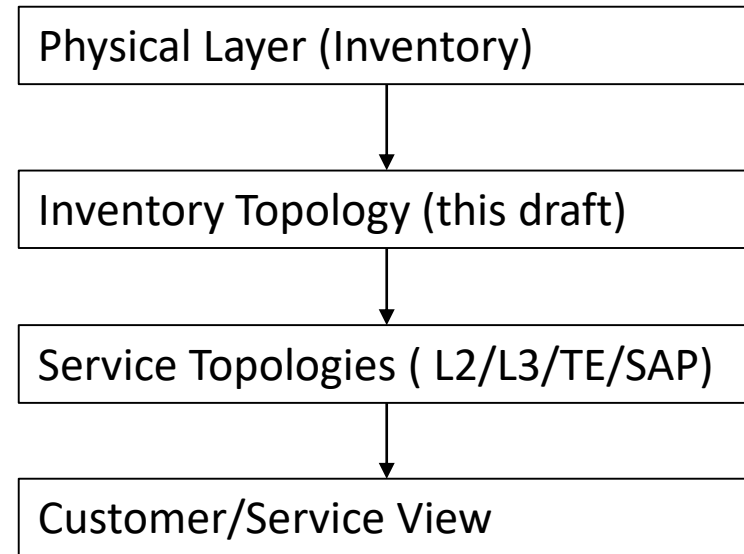 Physical Layer (Inventory)
Inventory Topology (this draft)
Service Topologies ( L2/L3/TE/SAP)
Customer/Service View